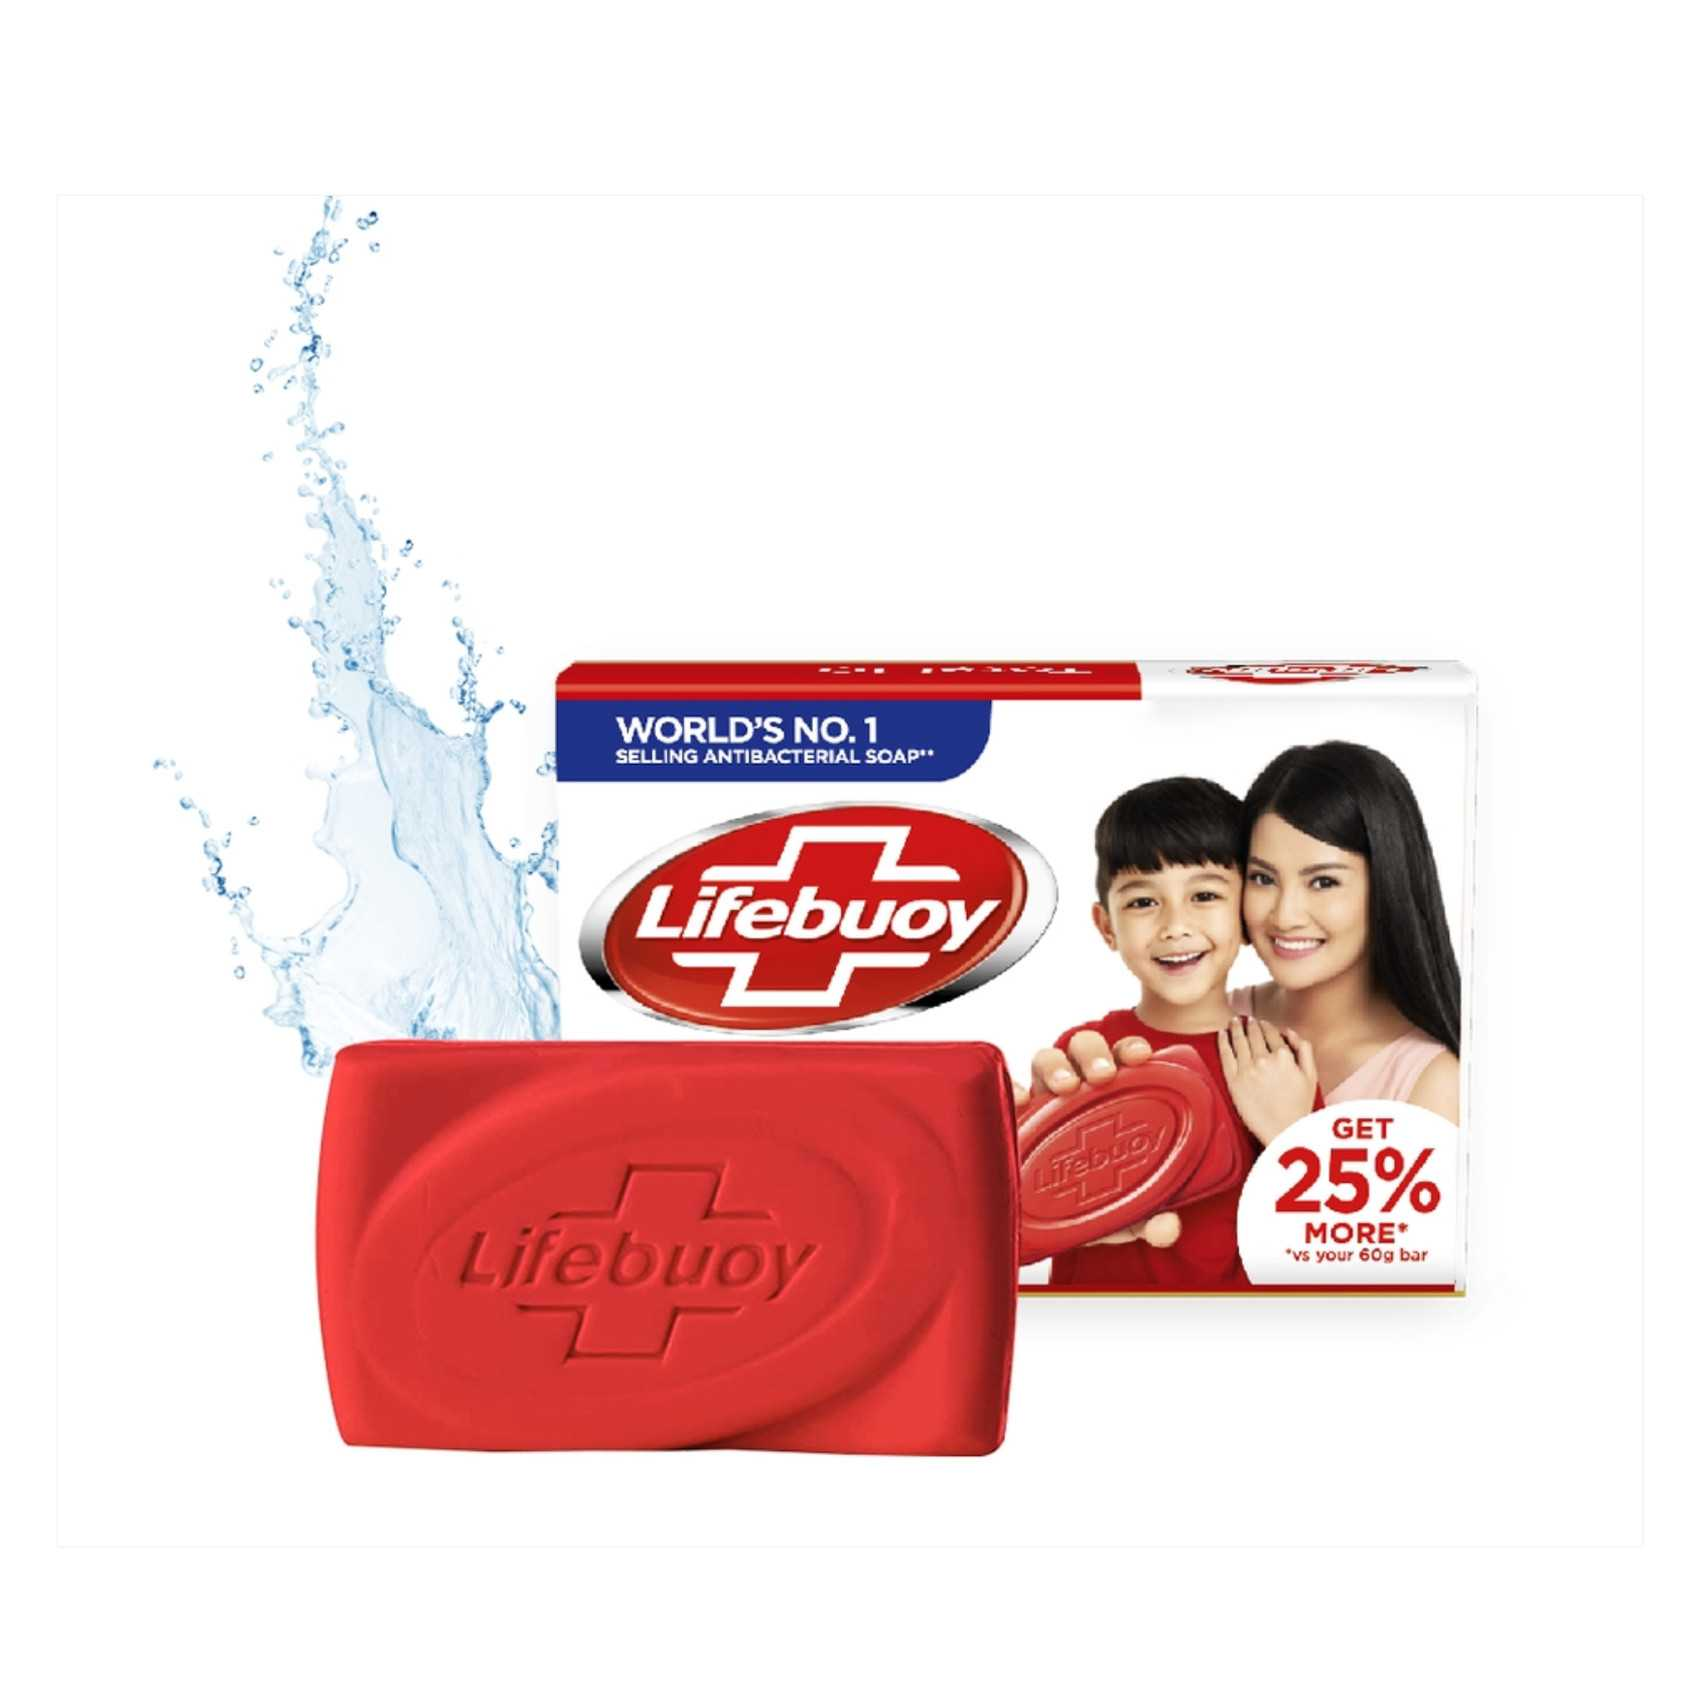 WORLD'S NO. 1
SELLING ANTIBACTERIAL SOAP**
Lifebuoy
Lifebuoy
GET
25%
MORE*
*vs your 60g bar
Lifebuoy